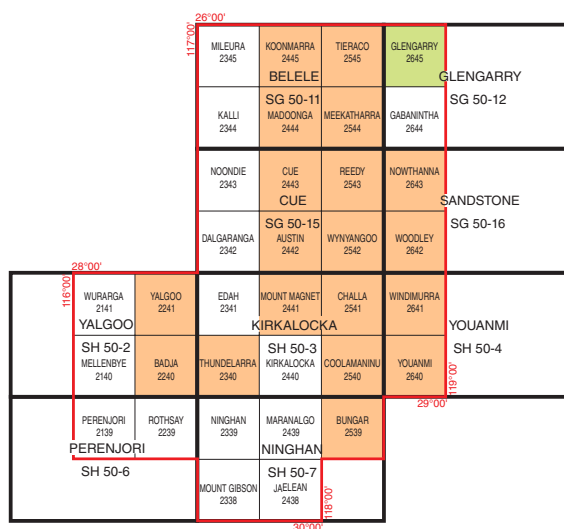 26°00'
117°00'
MILEURA
2345
KOONMARRA
2445
TIERACO
2545
GLENGARRY
2645
BELELE
GLENGARRY
SG 50-11
SG 50-12
KALLI
2344
MADOONGA
2444
MEEKATHARRA
2544
GABANINTHA
2644
NOONDIE
2343
CUE
2443
REEDY
2543
NOWTHANNA
2643
CUE
SANDSTONE
SG 50-15
SG 50-16
DALGARANGA
2342
AUSTIN
2442
WYNYANGOO
2542
WOODLEY
2642
28°00'
116°00'
WURARGA
2141
YALGOO
2241
EDAH
2341
MOUNT MAGNET
2441
CHALLA
2541
WINDIMURRA
2641
YALGOO
KIRKALOCKA
YOUANMI
SH 50-2
SH 50-3
SH 50-4
MELLENBYE
2140
BADJA
2240
THUNDELARRA
2340
KIRKALOCKA
2440
COOLAMANINU
2540
YOUANMI
2640
119°00'
29°00'
PERENJORI
2139
ROTHSAY
2239
NINGHAN
2339
MARANALGO
2439
BUNGAR
2539
PERENJORI
NINGHAN
SH 50-6
SH 50-7
MOUNT GIBSON
2338
JAELEAN
2438
118°00'
30°00'